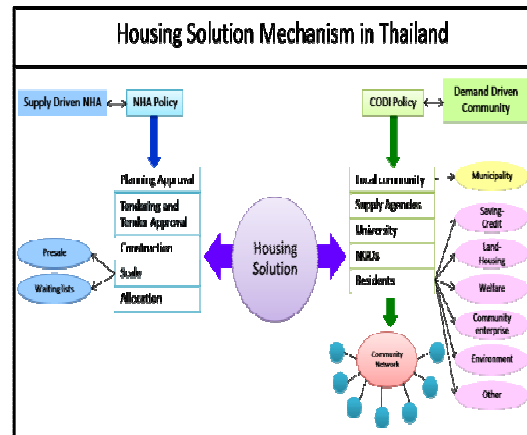 Housing Solution Mechanism in Thailand
Supply Driven NHA
NHA Policy
CODI Policy
Demand Driven
Community
Planning Approval
Tendering and
Tender Approval
Construction
Scale
Allocation
Presale
Waiting lists
Housing
Solution
Local community
Supply Agencies
University
NGOs
Residents
Municipality
Saving-
Credit
Land-
Housing
Welfare
Community
enterprise
Environment
Other
Community
Network